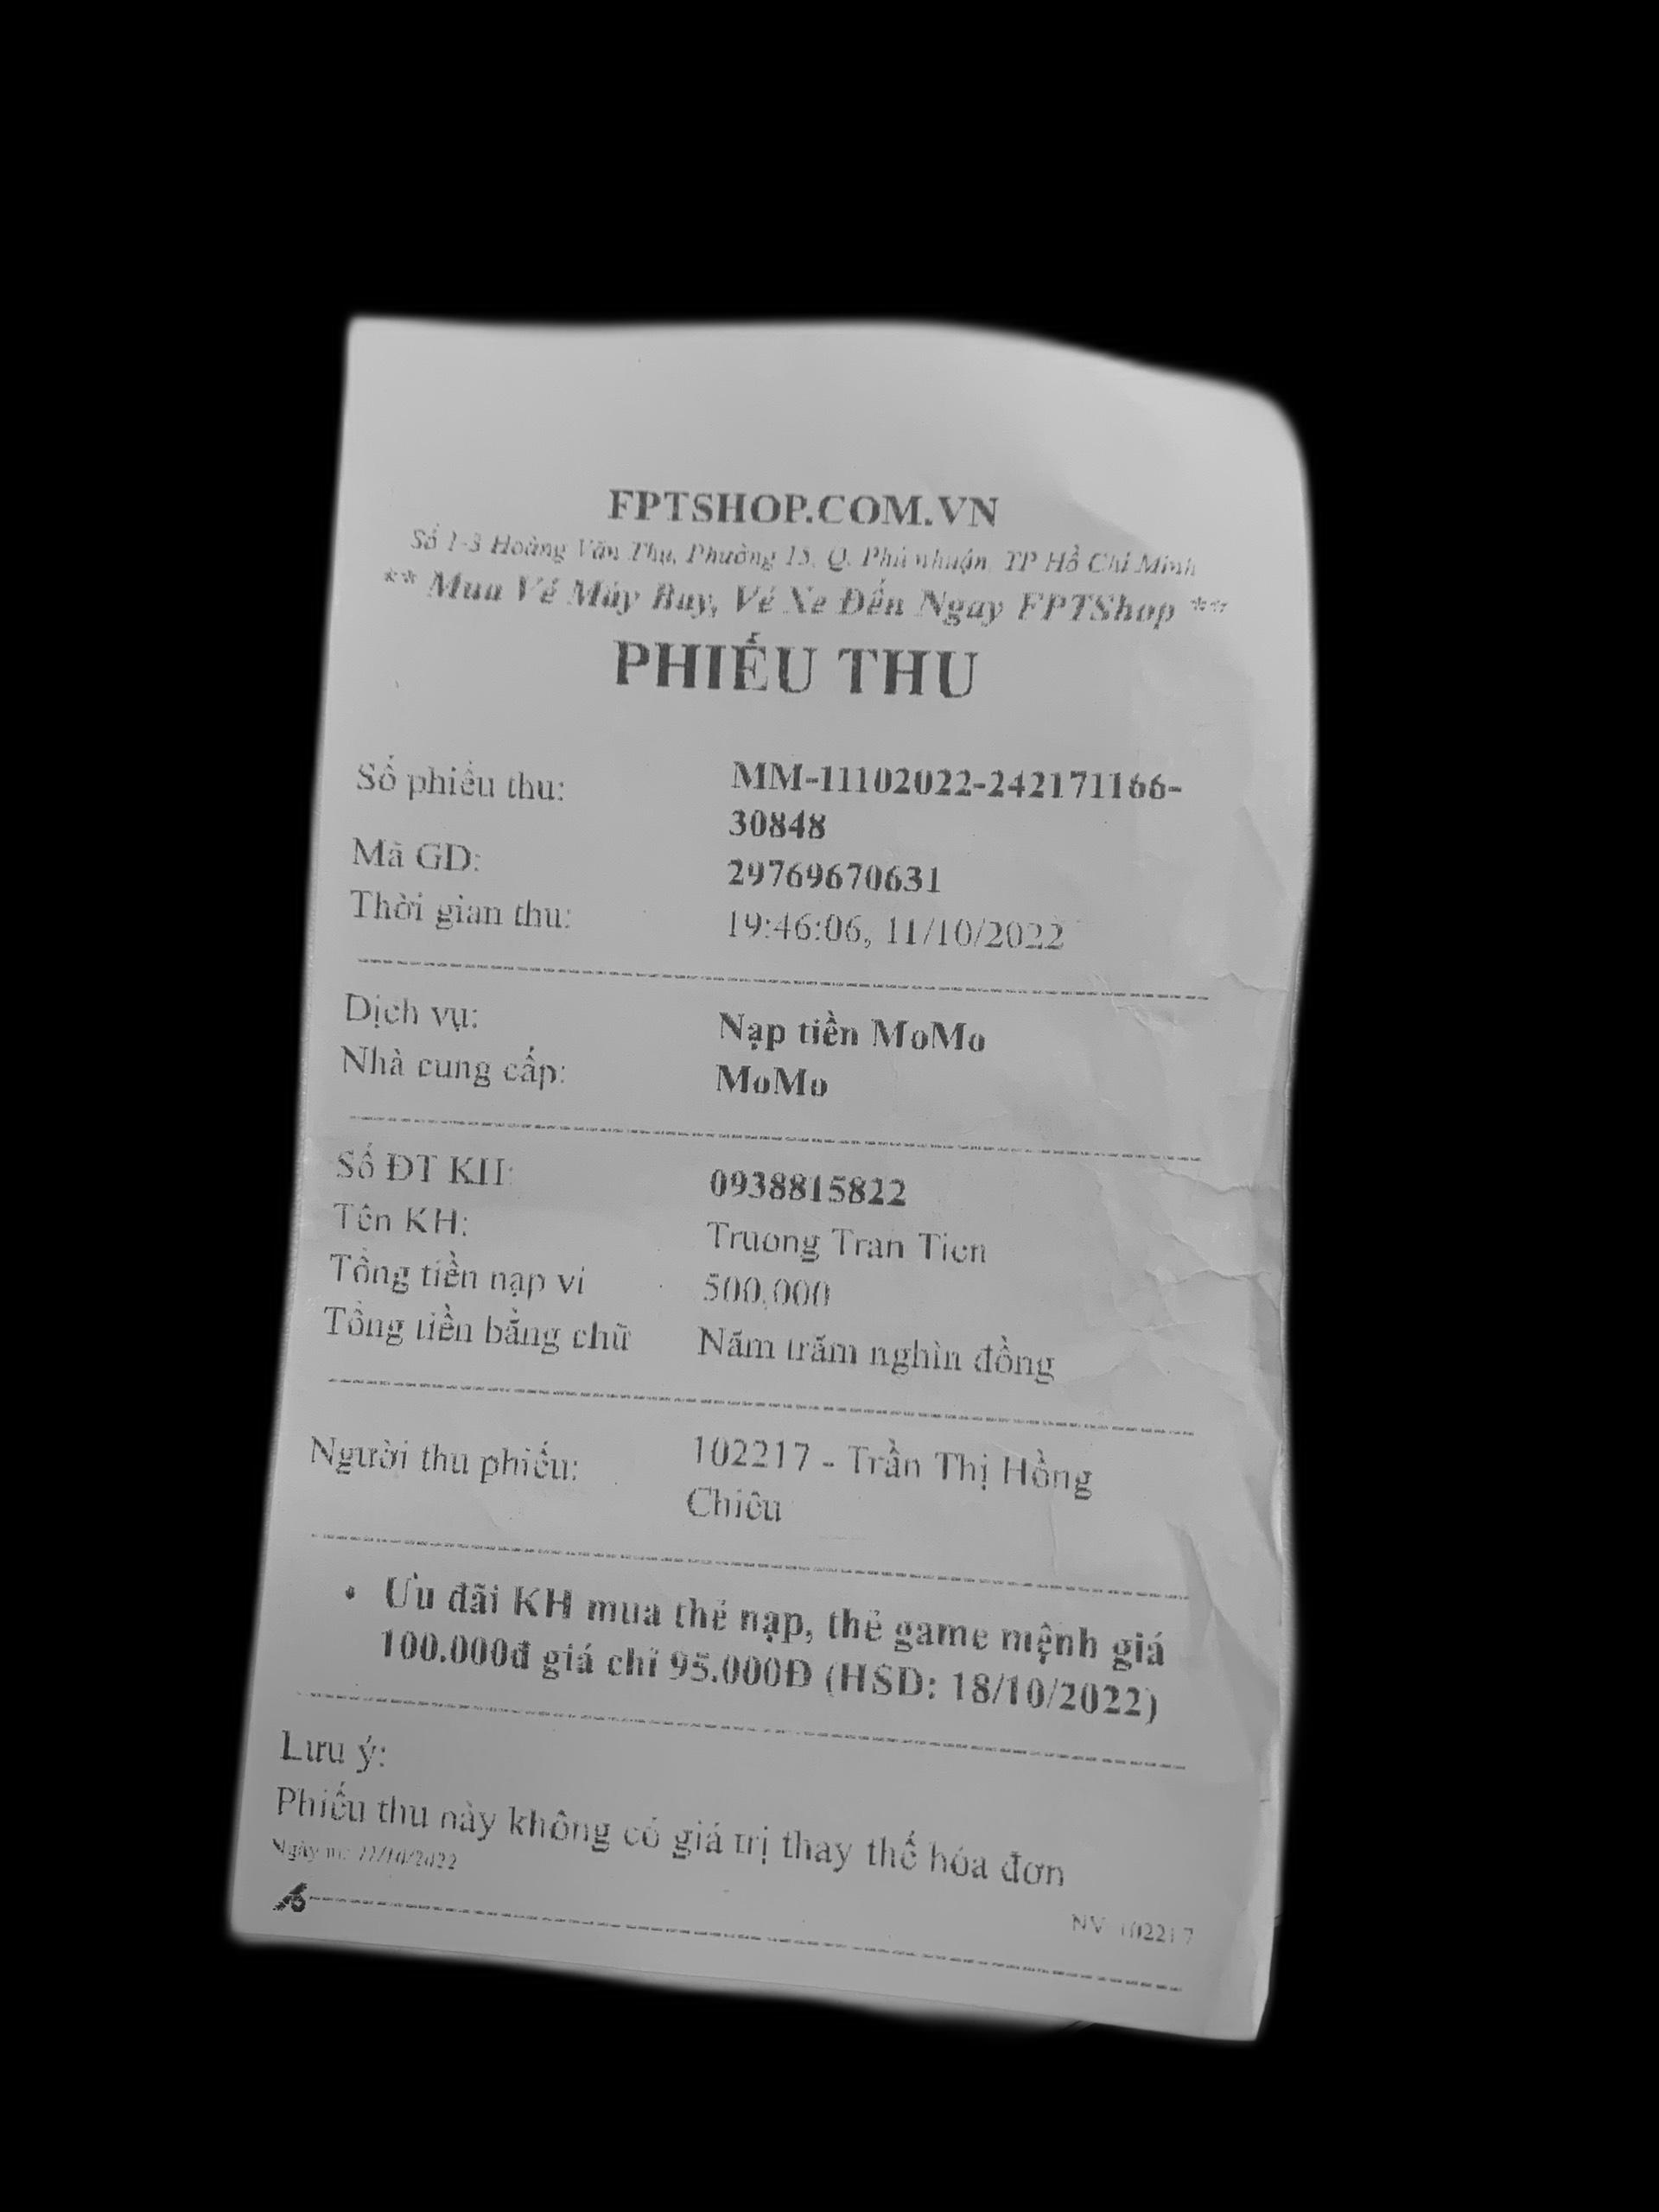 FPTSHOP.COM.VN
Số 1-3 Hoàng Văn Thụ, Phường 15, Q. Phú nhuận, TP Hồ Chí Minh
** Mua Vé Máy Bay, Vé Xe Đến Ngay FPTShop **
PHIẾU THU
Số phiếu thu: MM-11102022-242171166-
30848
Mã GD: 29769670631
Thời gian thu: 19:46:06, 11/10/2022
Dịch vụ: Nạp tiền MoMo
Nhà cung cấp: MoMo
Số ĐT KH: 0938815822
Tên KH: Truong Tran Tien
Tổng tiền nạp ví 500,000
Tổng tiền bằng chữ Năm trăm nghìn đồng
Người thu phiếu: 102217 - Trần Thị Hồng
Chiêu
• Ưu đãi KH mua thẻ nạp, thẻ game mệnh giá
100.000đ giá chỉ 95.000Đ (HSD: 18/10/2022)
Lưu ý:
Phiếu thu này không có giá trị thay thế hóa đơn
Ngày in: 11/10/2022
NV: 102217